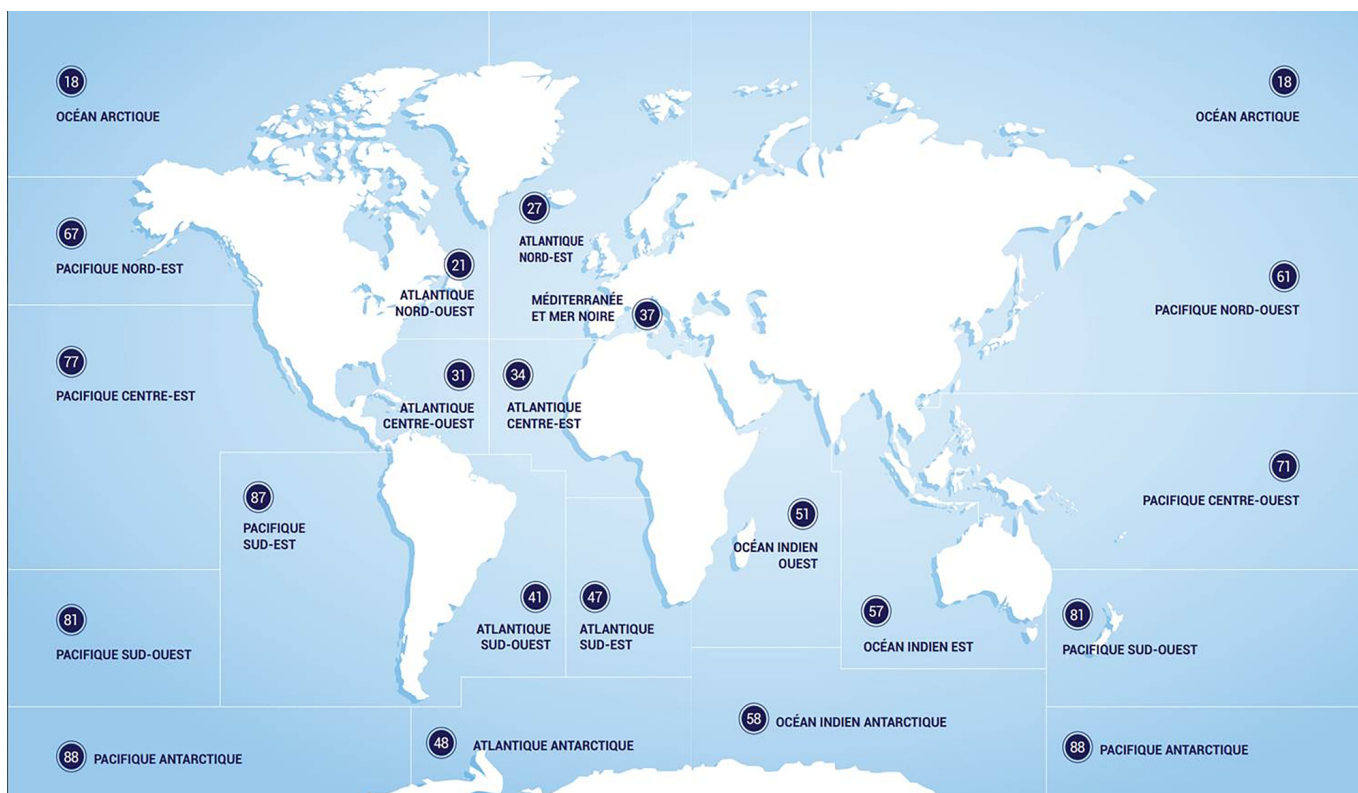 18
OCÉAN ARCTIQUE
18
OCÉAN ARCTIQUE
67
PACIFIQUE NORD-EST
27
ATLANTIQUE
NORD-EST
21
ATLANTIQUE
NORD-OUEST
MÉDITERRANÉE
ET MER NOIRE
37
61
PACIFIQUE NORD-OUEST
77
PACIFIQUE CENTRE-EST
31
ATLANTIQUE
CENTRE-OUEST
34
ATLANTIQUE
CENTRE-EST
71
PACIFIQUE CENTRE-OUEST
87
PACIFIQUE
SUD-EST
51
OCÉAN INDIEN
OUEST
81
PACIFIQUE SUD-OUEST
41
ATLANTIQUE
SUD-OUEST
47
ATLANTIQUE
SUD-EST
57
OCÉAN INDIEN EST
81
PACIFIQUE SUD-OUEST
88
PACIFIQUE ANTARCTIQUE
48
ATLANTIQUE ANTARCTIQUE
58
OCÉAN INDIEN ANTARCTIQUE
88
PACIFIQUE ANTARCTIQUE